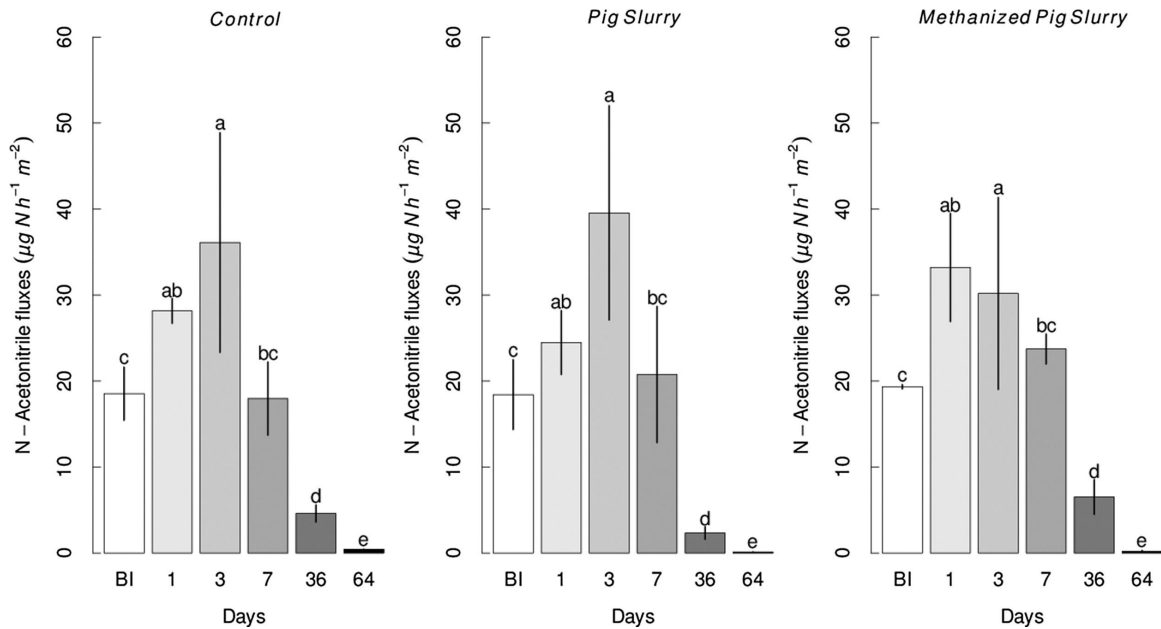 Control
N – Acetonitrile fluxes (µg N h⁻¹ m⁻²)
60
50
40
30
20
10
0
c
ab
a
bc
d
e
BI 1 3 7 36 64
Days
Pig Slurry
N – Acetonitrile fluxes (µg N h⁻¹ m⁻²)
60
50
40
30
20
10
0
c
ab
a
bc
d
e
BI 1 3 7 36 64
Days
Methanized Pig Slurry
N – Acetonitrile fluxes (µg N h⁻¹ m⁻²)
60
50
40
30
20
10
0
c
ab
a
bc
d
e
BI 1 3 7 36 64
Days